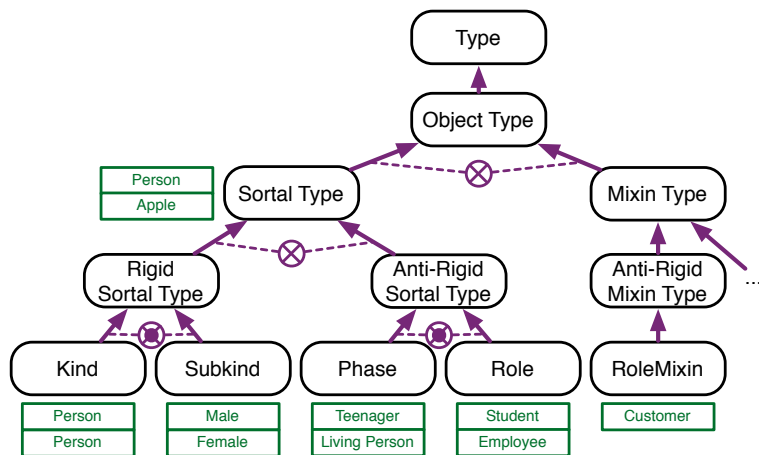 Type
Object Type
Person
Apple
Sortal Type
Mixin Type
Rigid
Sortal Type
Anti-Rigid
Sortal Type
Anti-Rigid
Mixin Type
...
Kind
Subkind
Phase
Role
RoleMixin
Person
Person
Male
Female
Teenager
Living Person
Student
Employee
Customer